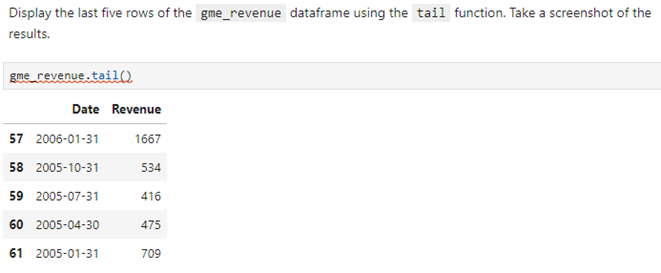 Display the last five rows of the gme_revenue dataframe using the tail function. Take a screenshot of the
results.
gme_revenue.tail()
Date Revenue
57 2006-01-31 1667
58 2005-10-31 534
59 2005-07-31 416
60 2005-04-30 475
61 2005-01-31 709